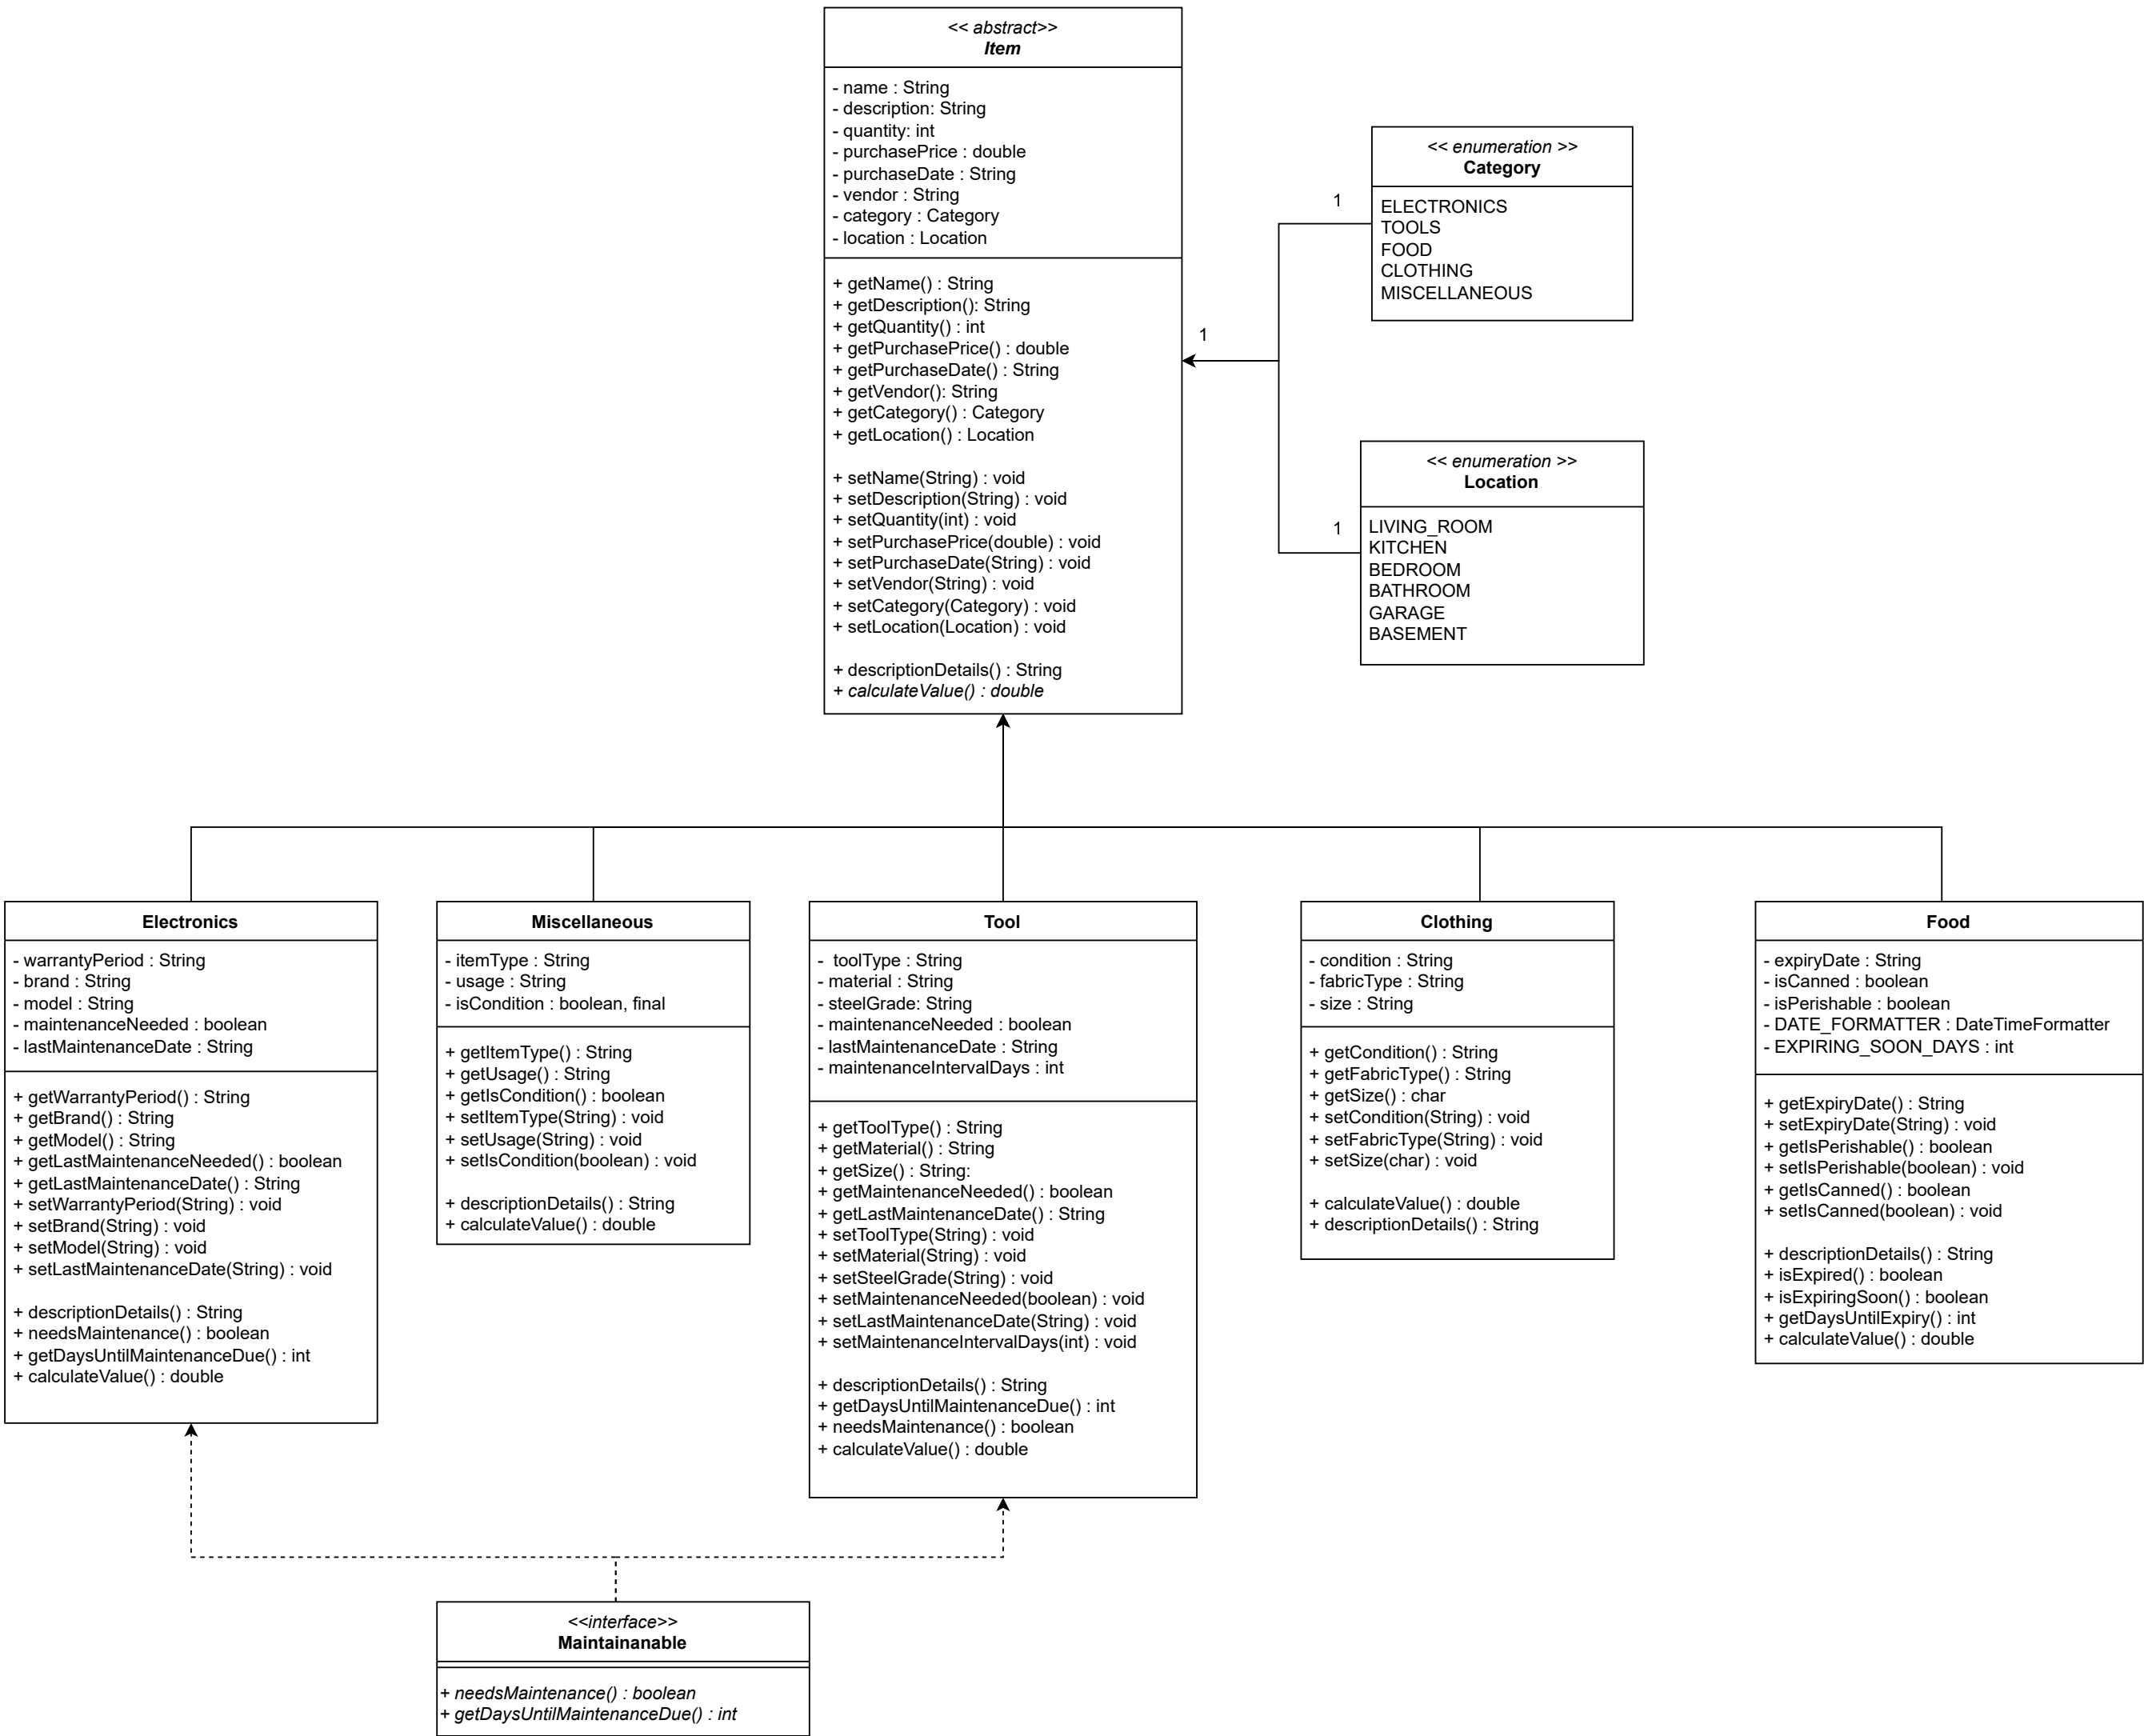 << abstract>>
Item
- name : String
- description: String
- quantity: int
- purchasePrice : double
- purchaseDate : String
- vendor : String
- category : Category
- location : Location
+ getName() : String
+ getDescription(): String
+ getQuantity() : int
+ getPurchasePrice() : double
+ getPurchaseDate() : String
+ getVendor(): String
+ getCategory() : Category
+ getLocation() : Location
+ setName(String) : void
+ setDescription(String) : void
+ setQuantity(int) : void
+ setPurchasePrice(double) : void
+ setPurchaseDate(String) : void
+ setVendor(String) : void
+ setCategory(Category) : void
+ setLocation(Location) : void
+ descriptionDetails() : String
+ calculateValue() : double
<< enumeration >>
Category
ELECTRONICS
TOOLS
FOOD
CLOTHING
MISCELLANEOUS
1
1
1
<< enumeration >>
Location
LIVING_ROOM
KITCHEN
BEDROOM
BATHROOM
GARAGE
BASEMENT
Electronics
- warrantyPeriod : String
- brand : String
- model : String
- maintenanceNeeded : boolean
- lastMaintenanceDate : String
+ getWarrantyPeriod() : String
+ getBrand() : String
+ getModel() : String
+ getLastMaintenanceNeeded() : boolean
+ getLastMaintenanceDate() : String
+ setWarrantyPeriod(String) : void
+ setBrand(String) : void
+ setModel(String) : void
+ setLastMaintenanceDate(String) : void
+ descriptionDetails() : String
+ needsMaintenance() : boolean
+ getDaysUntilMaintenanceDue() : int
+ calculateValue() : double
Miscellaneous
- itemType : String
- usage : String
- isCondition : boolean, final
+ getItemType() : String
+ getUsage() : String
+ getIsCondition() : boolean
+ setItemType(String) : void
+ setUsage(String) : void
+ setIsCondition(boolean) : void
+ descriptionDetails() : String
+ calculateValue() : double
Tool
- toolType : String
- material : String
- steelGrade: String
- maintenanceNeeded : boolean
- lastMaintenanceDate : String
- maintenanceIntervalDays : int
+ getToolType() : String
+ getMaterial() : String
+ getSize() : String:
+ getMaintenanceNeeded() : boolean
+ getLastMaintenanceDate() : String
+ setToolType(String) : void
+ setMaterial(String) : void
+ setSteelGrade(String) : void
+ setMaintenanceNeeded(boolean) : void
+ setLastMaintenanceDate(String) : void
+ setMaintenanceIntervalDays(int) : void
+ descriptionDetails() : String
+ getDaysUntilMaintenanceDue() : int
+ needsMaintenance() : boolean
+ calculateValue() : double
Clothing
- condition : String
- fabricType : String
- size : String
+ getCondition() : String
+ getFabricType() : String
+ getSize() : char
+ setCondition(String) : void
+ setFabricType(String) : void
+ setSize(char) : void
+ calculateValue() : double
+ descriptionDetails() : String
Food
- expiryDate : String
- isCanned : boolean
- isPerishable : boolean
- DATE_FORMATTER : DateTimeFormatter
- EXPIRING_SOON_DAYS : int
+ getExpiryDate() : String
+ setExpiryDate(String) : void
+ getIsPerishable() : boolean
+ setIsPerishable(boolean) : void
+ getIsCanned() : boolean
+ setIsCanned(boolean) : void
+ descriptionDetails() : String
+ isExpired() : boolean
+ isExpiringSoon() : boolean
+ getDaysUntilExpiry() : int
+ calculateValue() : double
<<interface>>
Maintainanable
+ needsMaintenance() : boolean
+ getDaysUntilMaintenanceDue() : int